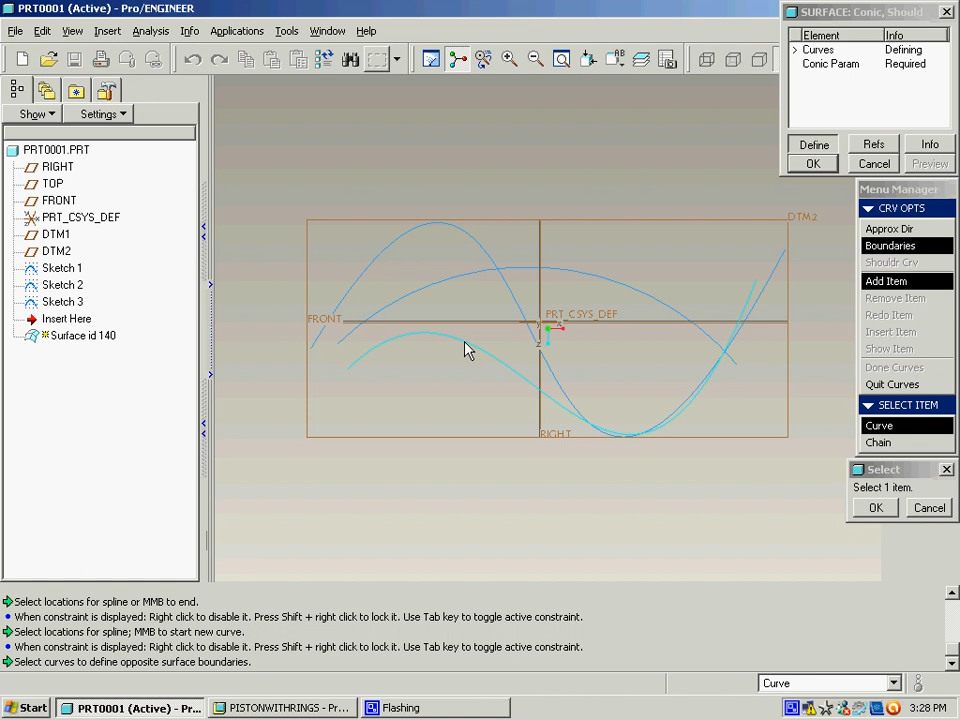 PRT0001 (Active) - Pro/ENGINEER
File Edit View Insert Analysis Info Applications Tools Window Help
Show Settings
PRT0001.PRT
RIGHT
TOP
FRONT
PRT_CSYS_DEF
DTM1
DTM2
Sketch 1
Sketch 2
Sketch 3
Insert Here
Surface id 140
DTM2
FRONT
PRT_CSYS_DEF
RIGHT
SURFACE: Conic, Should
Element Info
Curves Defining
Conic Param Required
Define Refs Info
OK Cancel Preview
Menu Manager
CRV OPTS
Approx Dir
Boundaries
Shouldr Crv
Add Item
Remove Item
Redo Item
Insert Item
Show Item
Done Curves
Quit Curves
SELECT ITEM
Curve
Chain
Select
Select 1 item.
OK Cancel
Select locations for spline or MMB to end.
When constraint is displayed: Right click to disable it. Press Shift + right click to lock it. Use Tab key to toggle active constraint.
Select locations for spline; MMB to start new curve.
When constraint is displayed: Right click to disable it. Press Shift + right click to lock it. Use Tab key to toggle active constraint.
Select curves to define opposite surface boundaries.
Curve
Start PRT0001 (Active) - Pr... PISTONWITHRINGS - Pr... Flashing 3:28 PM